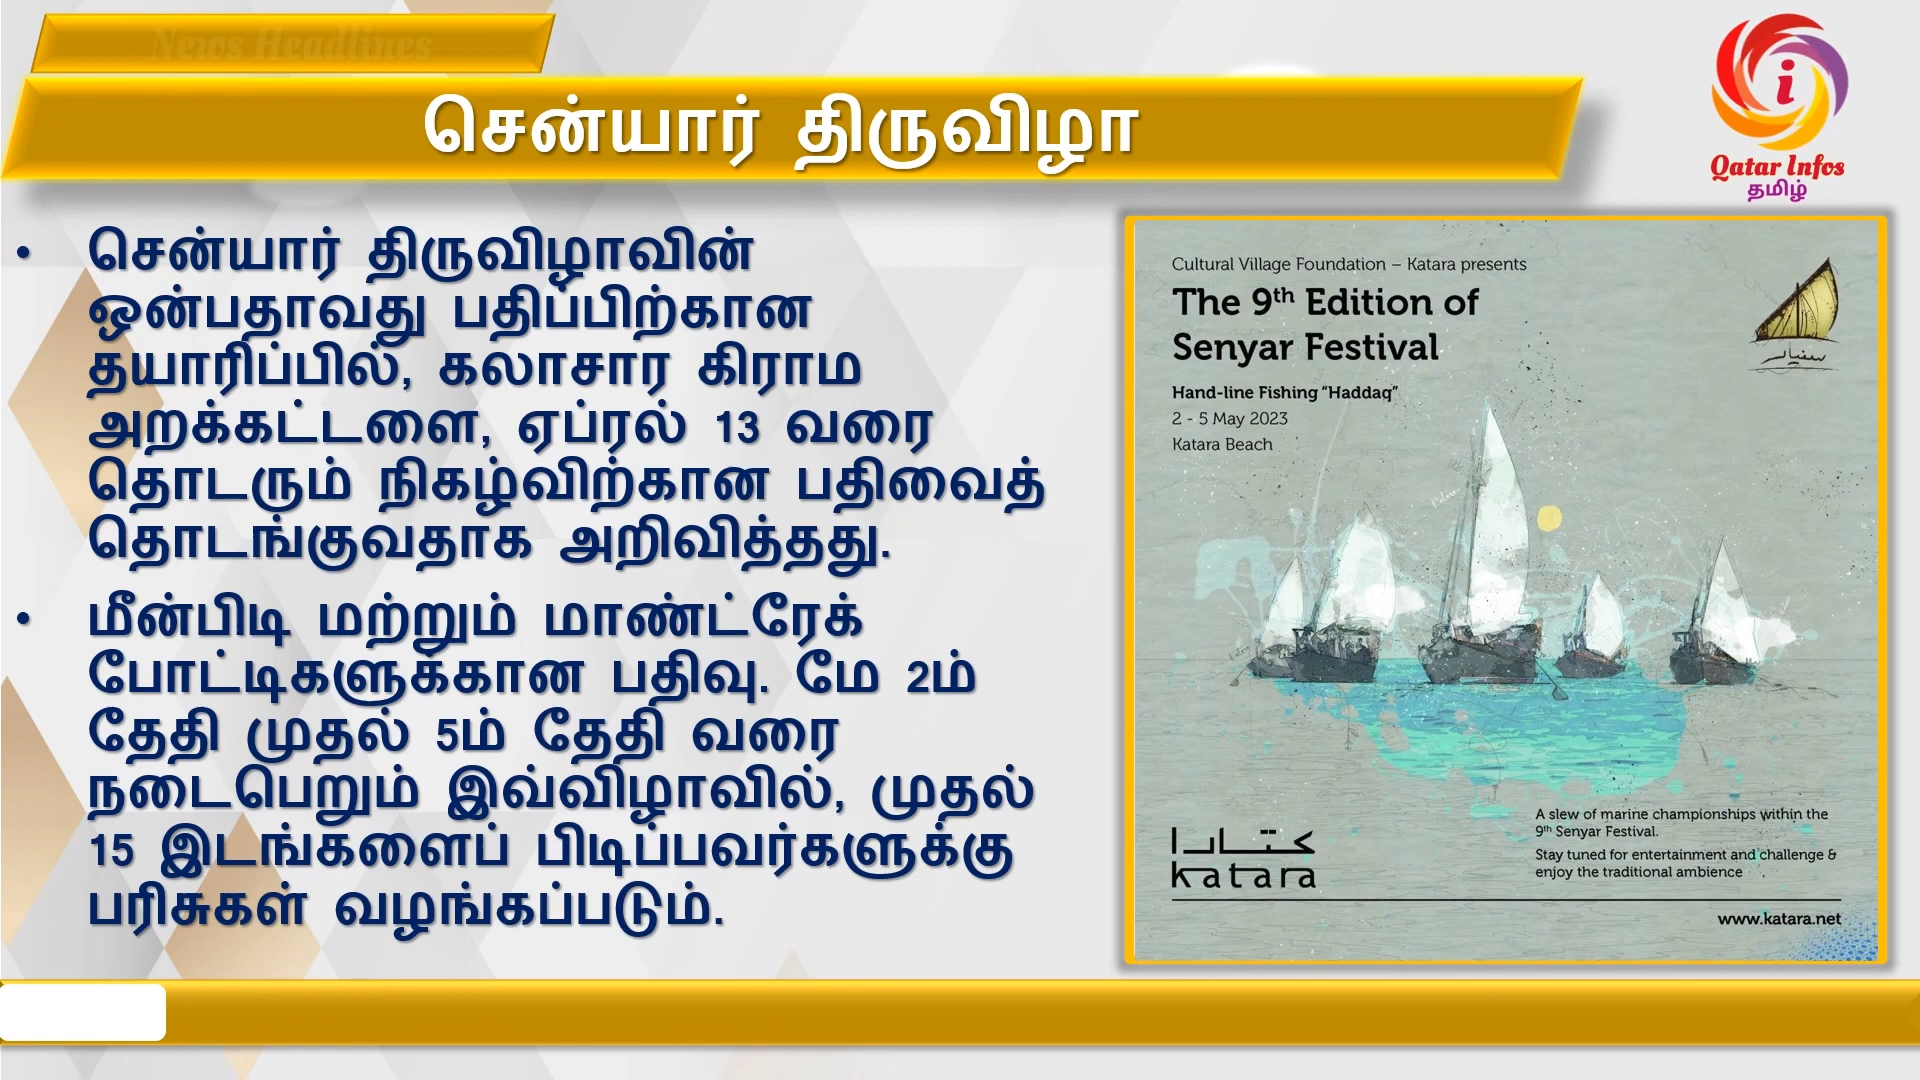 News Headlines
சென்யார் திருவிழா
i
Qatar Infos
தமிழ்
• சென்யார் திருவிழாவின்
ஒன்பதாவது பதிப்பிற்கான
தயாரிப்பில், கலாசார கிராம
அறக்கட்டளை, ஏப்ரல் 13 வரை
தொடரும் நிகழ்விற்கான பதிவைத்
தொடங்குவதாக அறிவித்தது.
• மீன்பிடி மற்றும் மாண்ட்ரேக்
போட்டிகளுக்கான பதிவு. மே 2ம்
தேதி முதல் 5ம் தேதி வரை
நடைபெறும் இவ்விழாவில், முதல்
15 இடங்களைப் பிடிப்பவர்களுக்கு
பரிசுகள் வழங்கப்படும்.
Cultural Village Foundation – Katara presents
The 9th Edition of
Senyar Festival
Hand-line Fishing “Haddaq”
2 - 5 May 2023
Katara Beach
سنيار
A slew of marine championships within the
9th Senyar Festival.
Stay tuned for entertainment and challenge &
enjoy the traditional ambience
كتارا
katara
www.katara.net